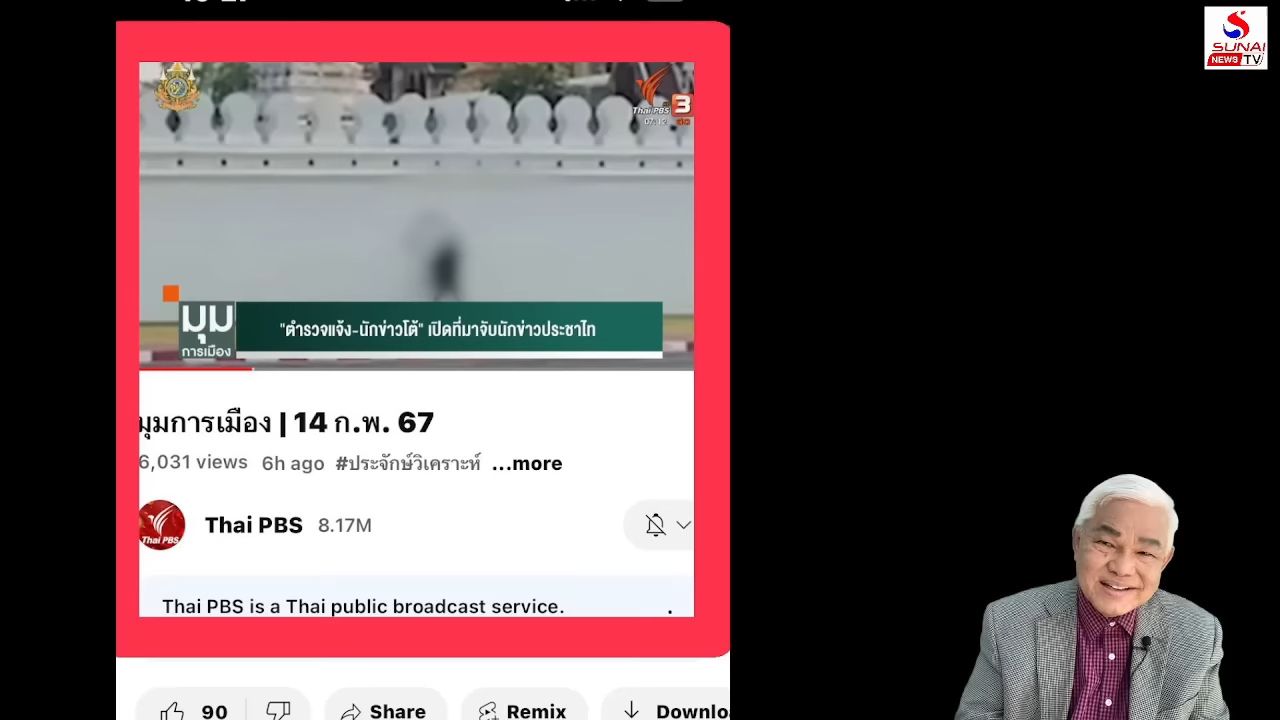 SUNAI
NEWS TV
Thai PBS 3
07:12
มุม
การเมือง
"ตำรวจแจ้ง-นักข่าวโต้" เปิดที่มาจับนักข่าวประชาไท
มุมการเมือง | 14 ก.พ. 67
6,031 views 6h ago #ประจักษ์วิเคราะห์ ...more
Thai PBS 8.17M
Thai PBS
Thai PBS is a Thai public broadcast service.
90 Share Remix Downlo